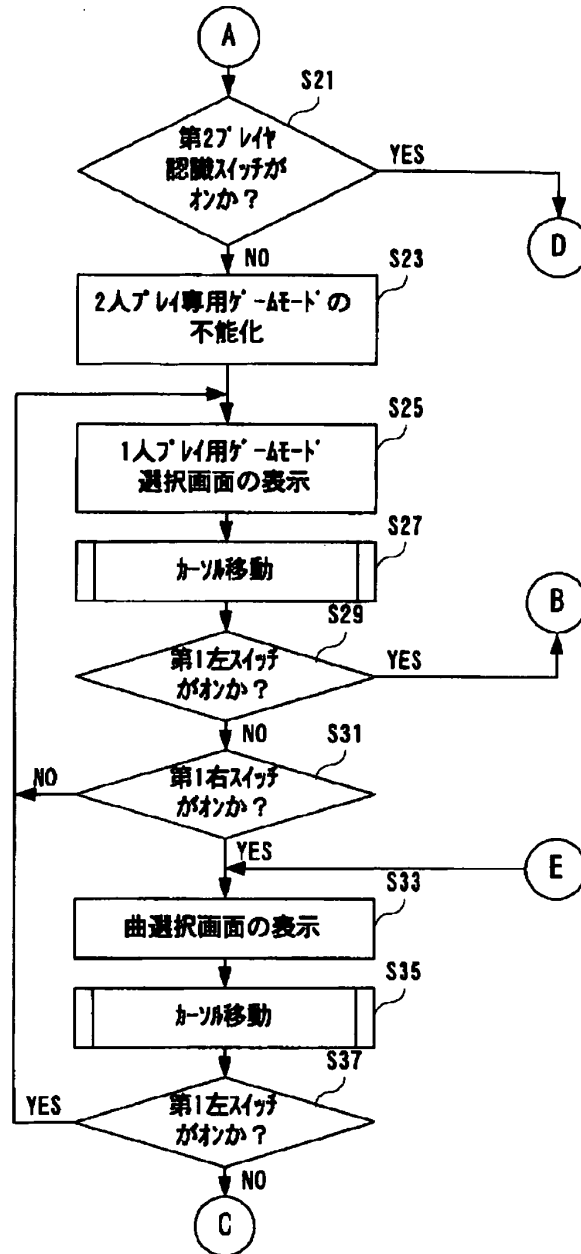 A
S21
第2プレイヤ
認識スイッチが
オンか？
YES
D
NO
S23
2人プレイ専用ゲームモードの
不能化
S25
1人プレイ用ゲームモード
選択画面の表示
S27
カーソル移動
B
S29
第1左スイッチ
がオンか？
YES
NO
S31
第1右スイッチ
がオンか？
NO
YES
E
S33
曲選択画面の表示
S35
カーソル移動
S37
第1左スイッチ
がオンか？
YES
NO
C